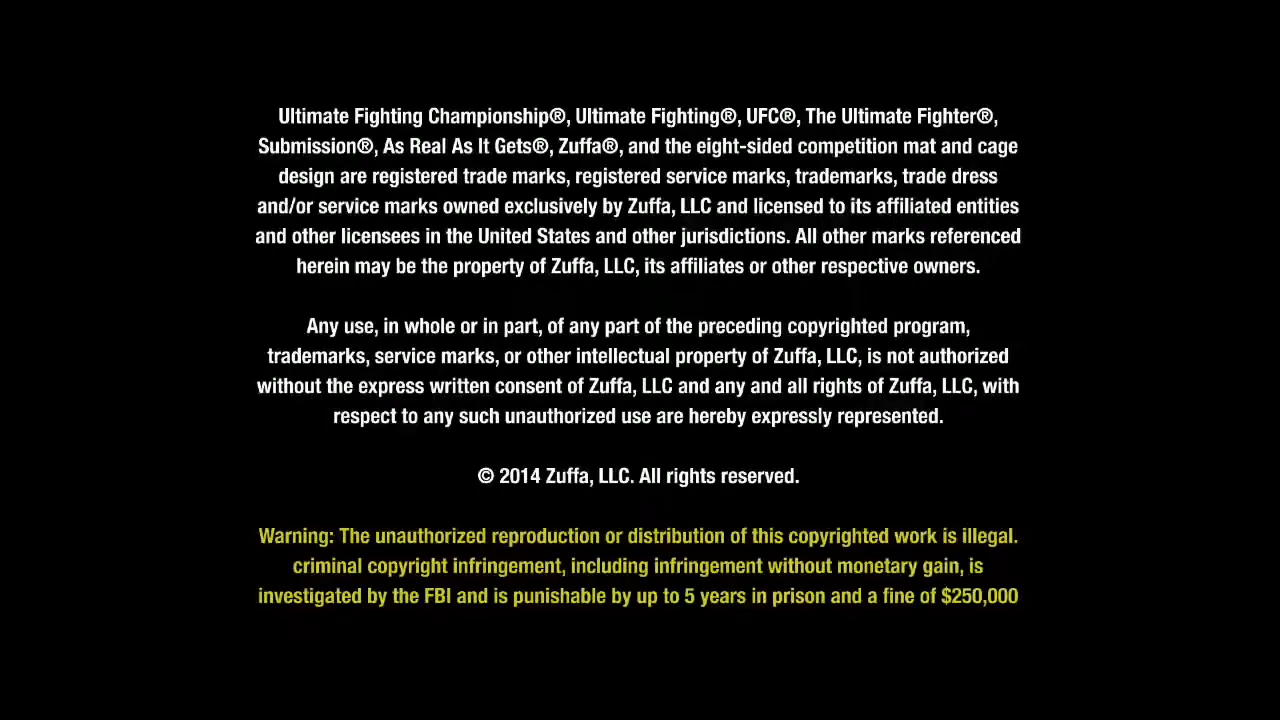 Ultimate Fighting Championship®, Ultimate Fighting®, UFC®, The Ultimate Fighter®,
Submission®, As Real As It Gets®, Zuffa®, and the eight-sided competition mat and cage
design are registered trade marks, registered service marks, trademarks, trade dress
and/or service marks owned exclusively by Zuffa, LLC and licensed to its affiliated entities
and other licensees in the United States and other jurisdictions. All other marks referenced
herein may be the property of Zuffa, LLC, its affiliates or other respective owners.
Any use, in whole or in part, of any part of the preceding copyrighted program,
trademarks, service marks, or other intellectual property of Zuffa, LLC, is not authorized
without the express written consent of Zuffa, LLC and any and all rights of Zuffa, LLC, with
respect to any such unauthorized use are hereby expressly represented.
© 2014 Zuffa, LLC. All rights reserved.
Warning: The unauthorized reproduction or distribution of this copyrighted work is illegal.
criminal copyright infringement, including infringement without monetary gain, is
investigated by the FBI and is punishable by up to 5 years in prison and a fine of $250,000